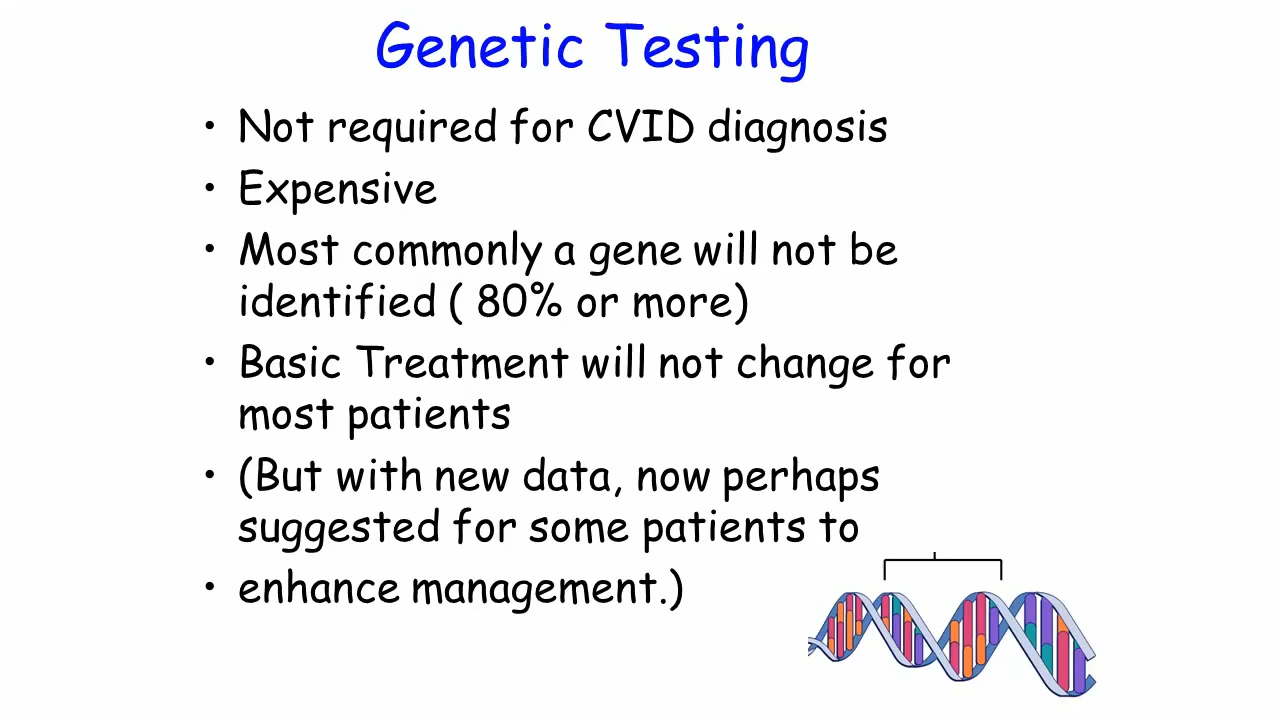 Genetic Testing
• Not required for CVID diagnosis
• Expensive
• Most commonly a gene will not be
identified ( 80% or more)
• Basic Treatment will not change for
most patients
• (But with new data, now perhaps
suggested for some patients to
• enhance management.)